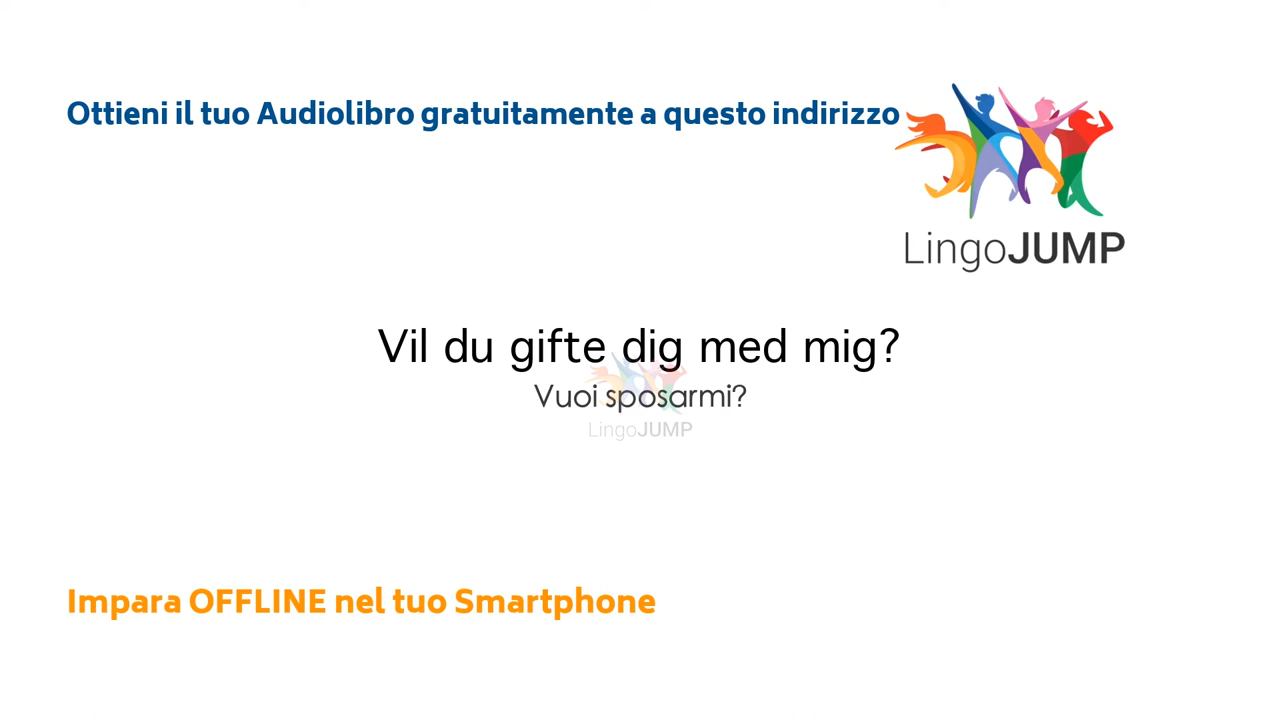 Ottieni il tuo Audiolibro gratuitamente a questo indirizzo
LingoJUMP
Vil du gifte dig med mig?
Vuoi sposarmi?
LingoJUMP
Impara OFFLINE nel tuo Smartphone